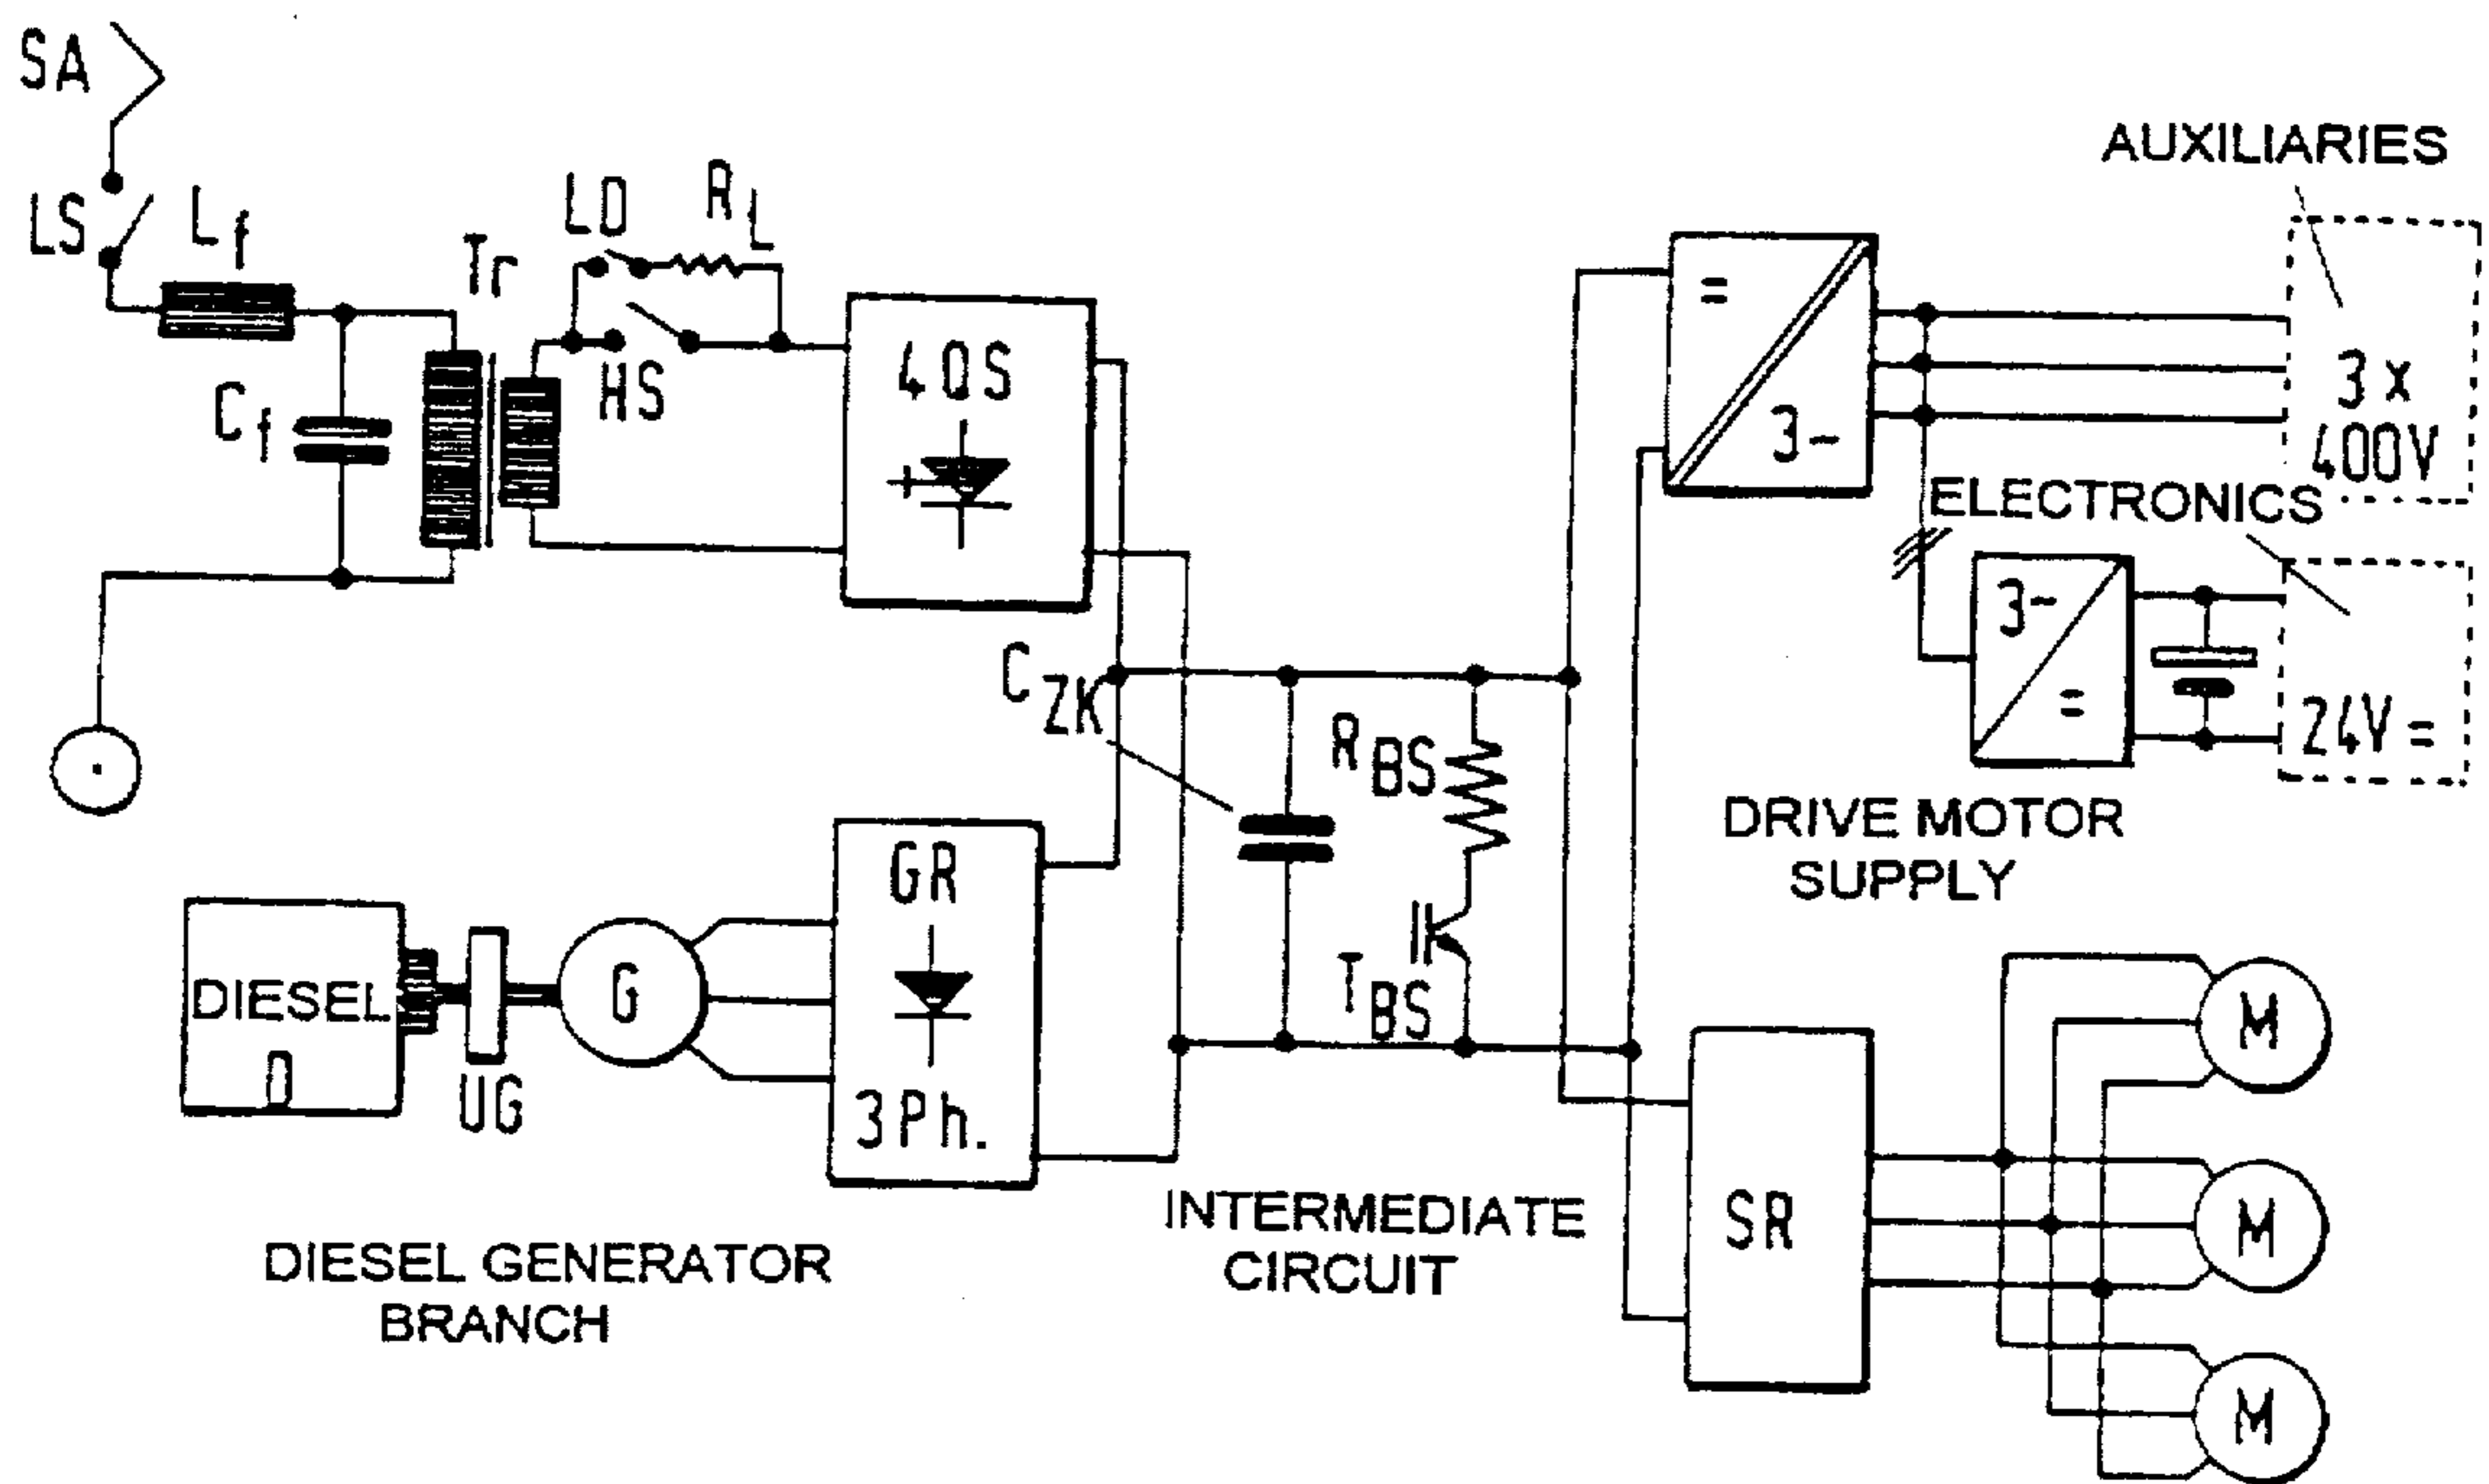 SA
LS
Lf
Tr
LD
RL
HS
Cf
4QS
AUXILIARIES
=
3~
3 x
400V
ELECTRONICS
3~
=
24V =
CZK
RBS
TBS
DRIVE MOTOR
SUPPLY
DIESEL
D
UG
G
GR
3Ph.
SR
M
M
M
INTERMEDIATE
CIRCUIT
DIESEL GENERATOR
BRANCH